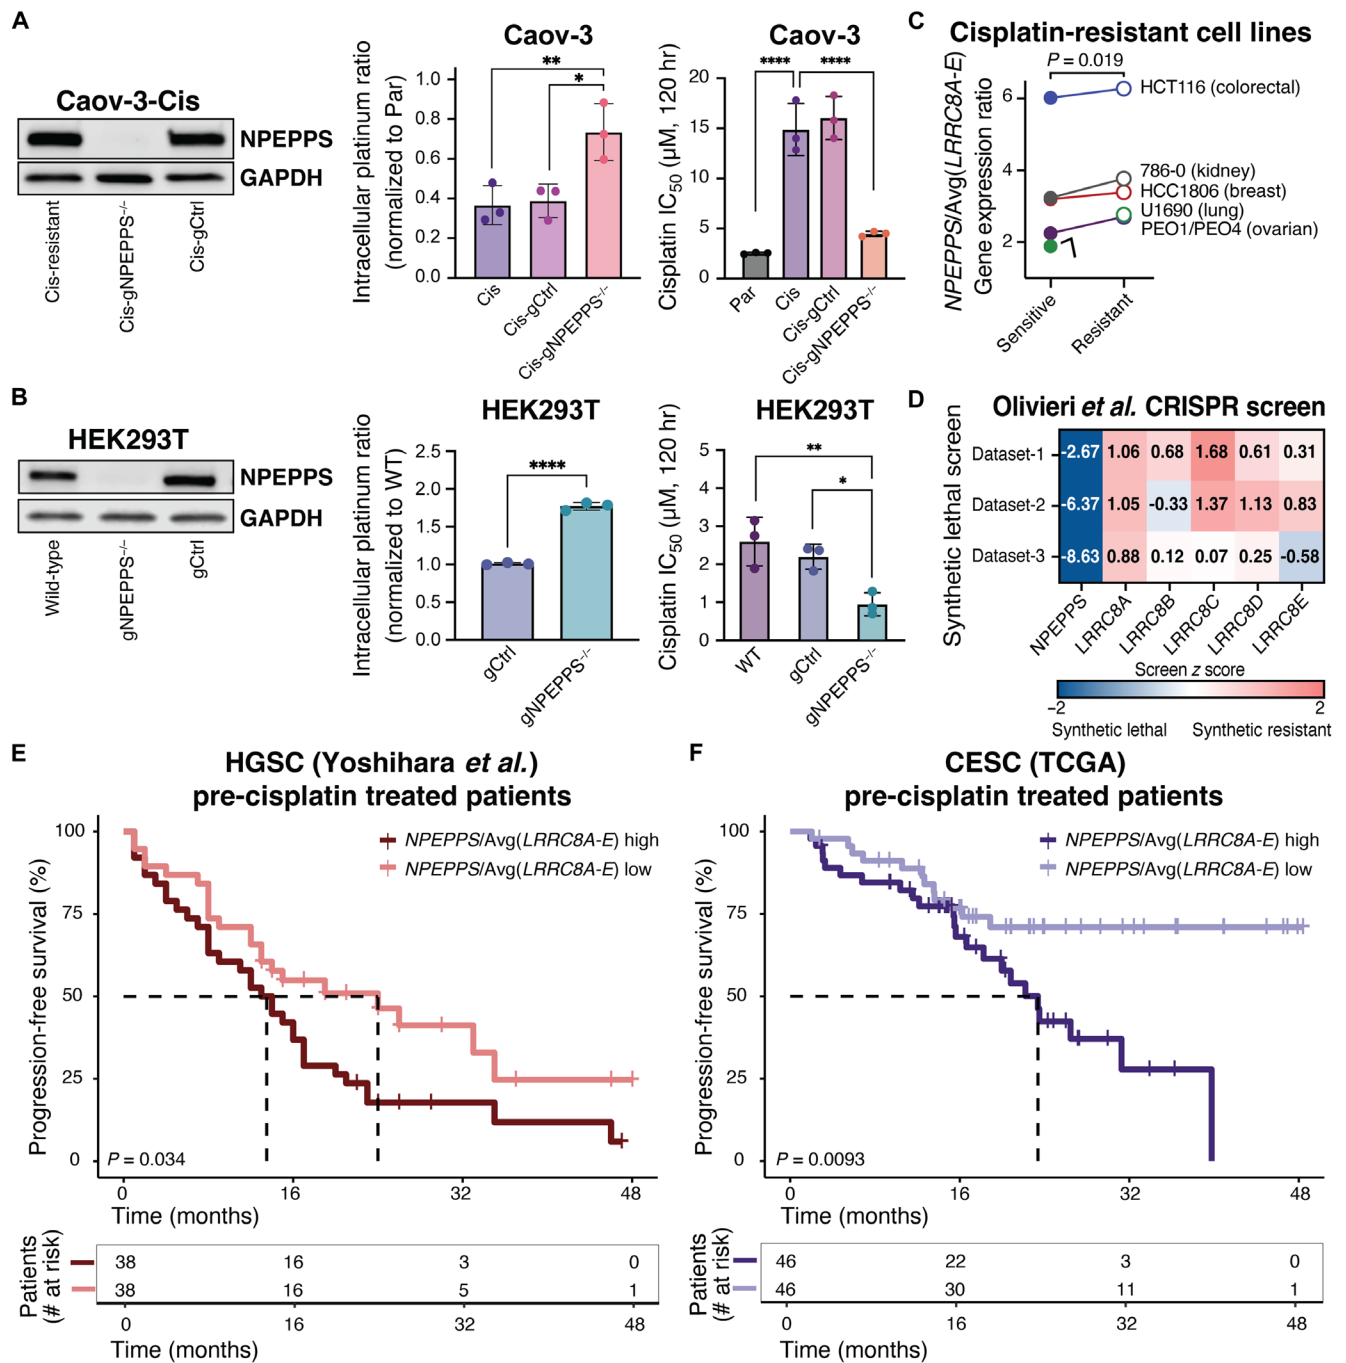 A
Caov-3-Cis
NPEPPS
GAPDH
Cis-resistant
Cis-gNPEPPS-/-
Cis-gCtrl
Caov-3
Intracellular platinum ratio
(normalized to Par)
1.0
0.8
0.6
0.4
0.2
0.0
**
*
Cis
Cis-gCtrl
Cis-gNPEPPS-/-
Caov-3
Cisplatin IC50 (µM, 120 hr)
20
15
10
5
0
****
****
Par
Cis
Cis-gCtrl
Cis-gNPEPPS-/-
C
Cisplatin-resistant cell lines
NPEPPS/Avg(LRRC8A-E)
Gene expression ratio
P = 0.019
6
4
2
HCT116 (colorectal)
786-0 (kidney)
HCC1806 (breast)
U1690 (lung)
PEO1/PEO4 (ovarian)
Sensitive
Resistant
B
HEK293T
NPEPPS
GAPDH
Wild-type
gNPEPPS-/-
gCtrl
HEK293T
Intracellular platinum ratio
(normalized to WT)
2.5
2.0
1.5
1.0
0.5
0.0
****
gCtrl
gNPEPPS-/-
HEK293T
Cisplatin IC50 (µM, 120 hr)
5
4
3
2
1
0
**
*
WT
gCtrl
gNPEPPS-/-
D
Olivieri et al. CRISPR screen
Synthetic lethal screen
Dataset-1 -2.67 1.06 0.68 1.68 0.61 0.31
Dataset-2 -6.37 1.05 -0.33 1.37 1.13 0.83
Dataset-3 -8.63 0.88 0.12 0.07 0.25 -0.58
NPEPPS LRRC8A LRRC8B LRRC8C LRRC8D LRRC8E
Screen z score
−2 2
Synthetic lethal Synthetic resistant
E
HGSC (Yoshihara et al.)
pre-cisplatin treated patients
Progression-free survival (%)
100
75
50
25
0
NPEPPS/Avg(LRRC8A-E) high
NPEPPS/Avg(LRRC8A-E) low
P = 0.034
0 16 32 48
Time (months)
Patients
(# at risk)
38 16 3 0
38 16 5 1
0 16 32 48
Time (months)
F
CESC (TCGA)
pre-cisplatin treated patients
Progression-free survival (%)
100
75
50
25
0
NPEPPS/Avg(LRRC8A-E) high
NPEPPS/Avg(LRRC8A-E) low
P = 0.0093
0 16 32 48
Time (months)
Patients
(# at risk)
46 22 3 0
46 30 11 1
0 16 32 48
Time (months)